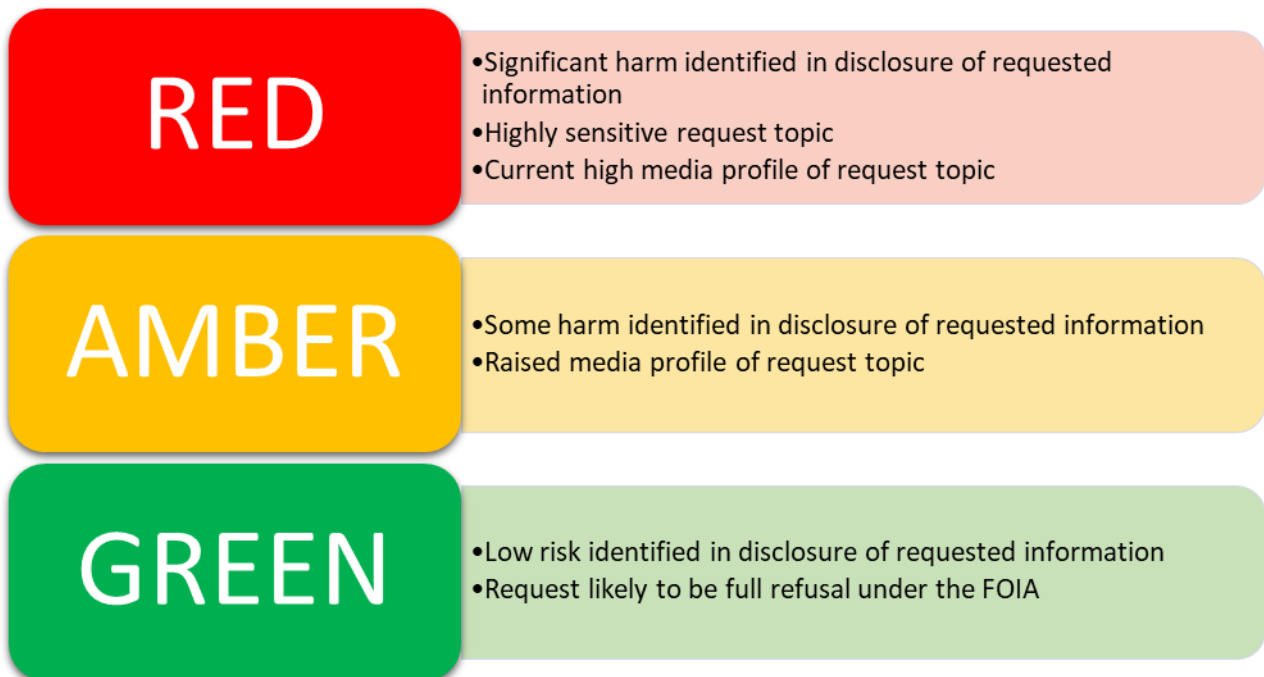 RED
•Significant harm identified in disclosure of requested
information
•Highly sensitive request topic
•Current high media profile of request topic
AMBER
•Some harm identified in disclosure of requested information
•Raised media profile of request topic
GREEN
•Low risk identified in disclosure of requested information
•Request likely to be full refusal under the FOIA